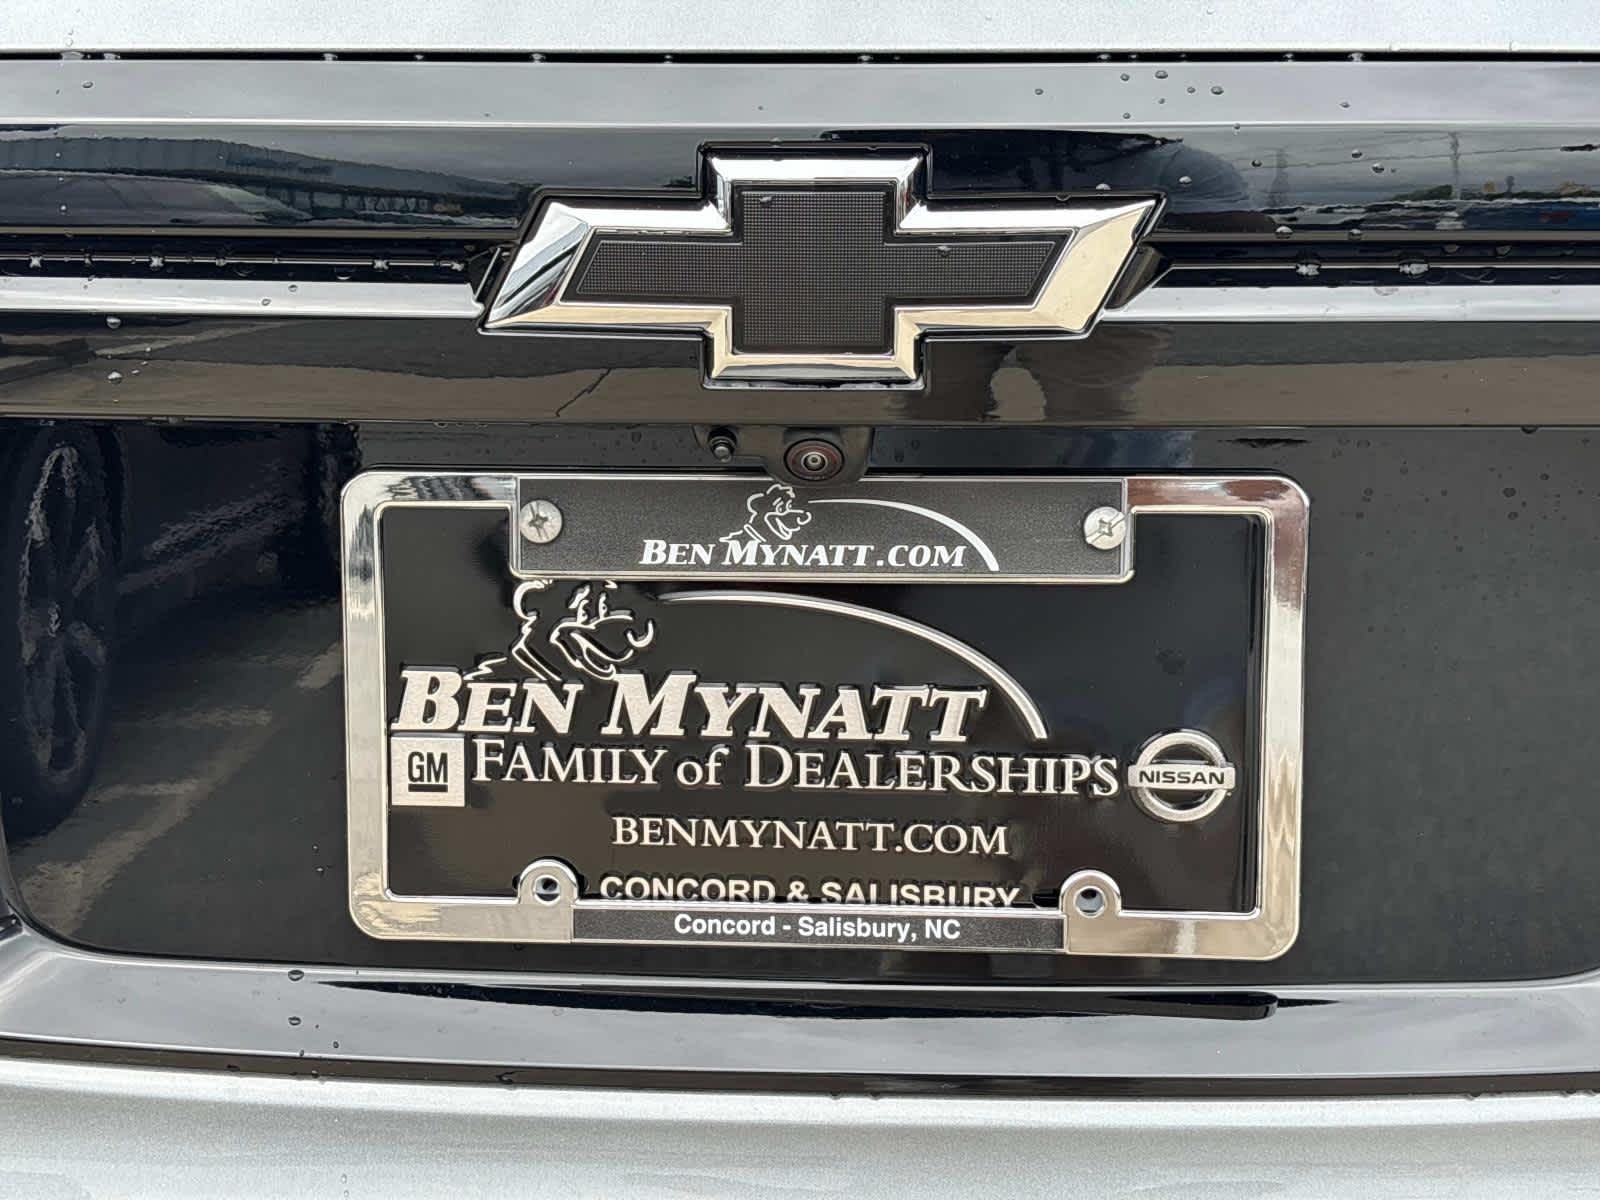 BEN MYNATT.COM
BEN MYNATT
GM FAMILY of DEALERSHIPS NISSAN
BENMYNATT.COM
CONCORD & SALISBURY
Concord - Salisbury, NC